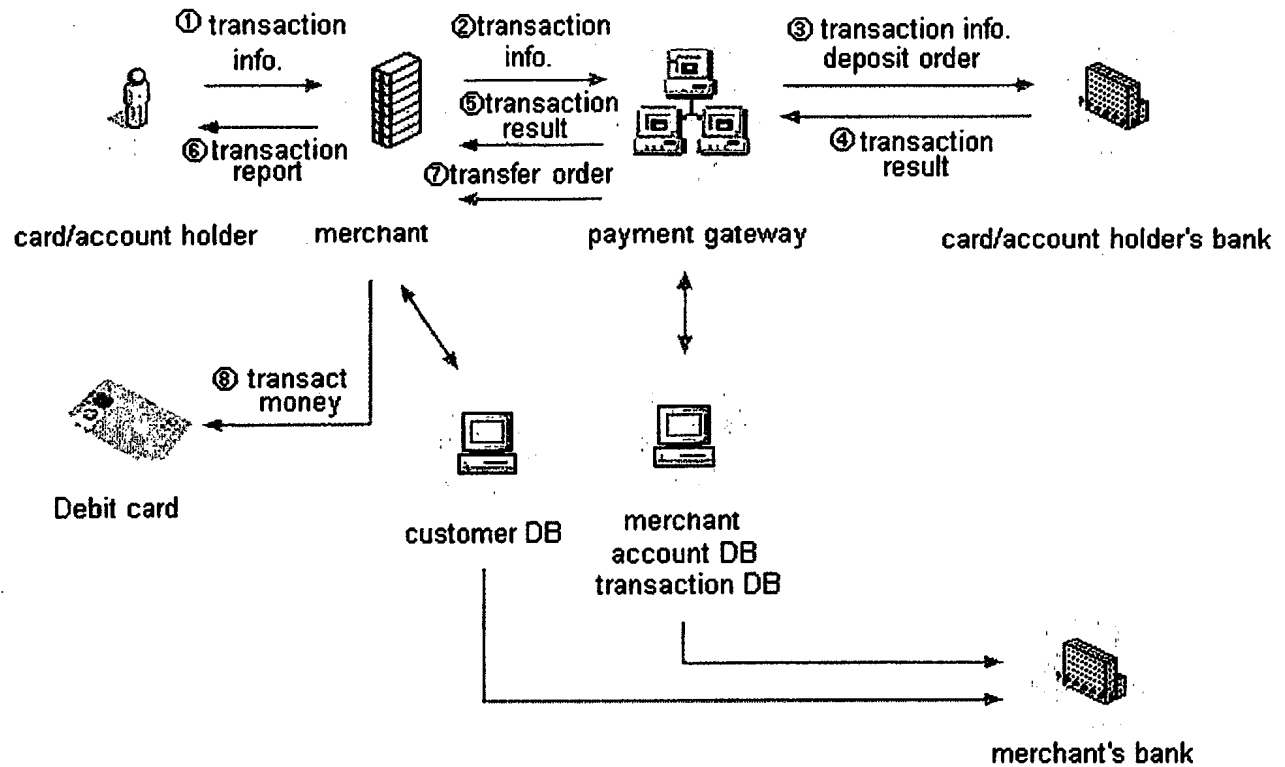 ① transaction
info.
②transaction
info.
③ transaction info.
deposit order
⑤transaction
result
④ transaction
result
⑥transaction
report
⑦transfer order
card/account holder
merchant
payment gateway
card/account holder's bank
⑧ transact
money
Debit card
customer DB
merchant
account DB
transaction DB
merchant's bank